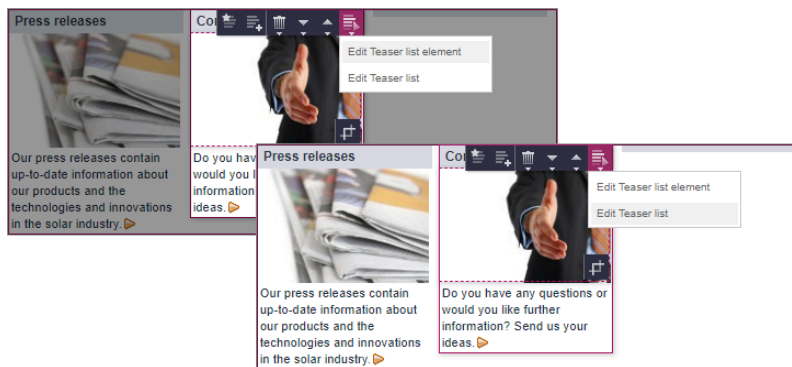 Press releases
Co
Edit Teaser list element
Edit Teaser list
Our press releases contain
up-to-date information about
our products and the
technologies and innovations
in the solar industry.
Do you hav
would you l
information
ideas.
Press releases
Co
Edit Teaser list element
Edit Teaser list
Our press releases contain
up-to-date information about
our products and the
technologies and innovations
in the solar industry.
Do you have any questions or
would you like further
information? Send us your
ideas.